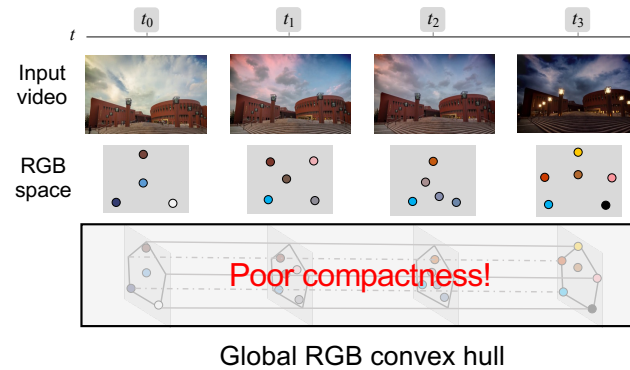 t t₀ t₁ t₂ t₃
Input
video
RGB
space
Poor compactness!
Global RGB convex hull